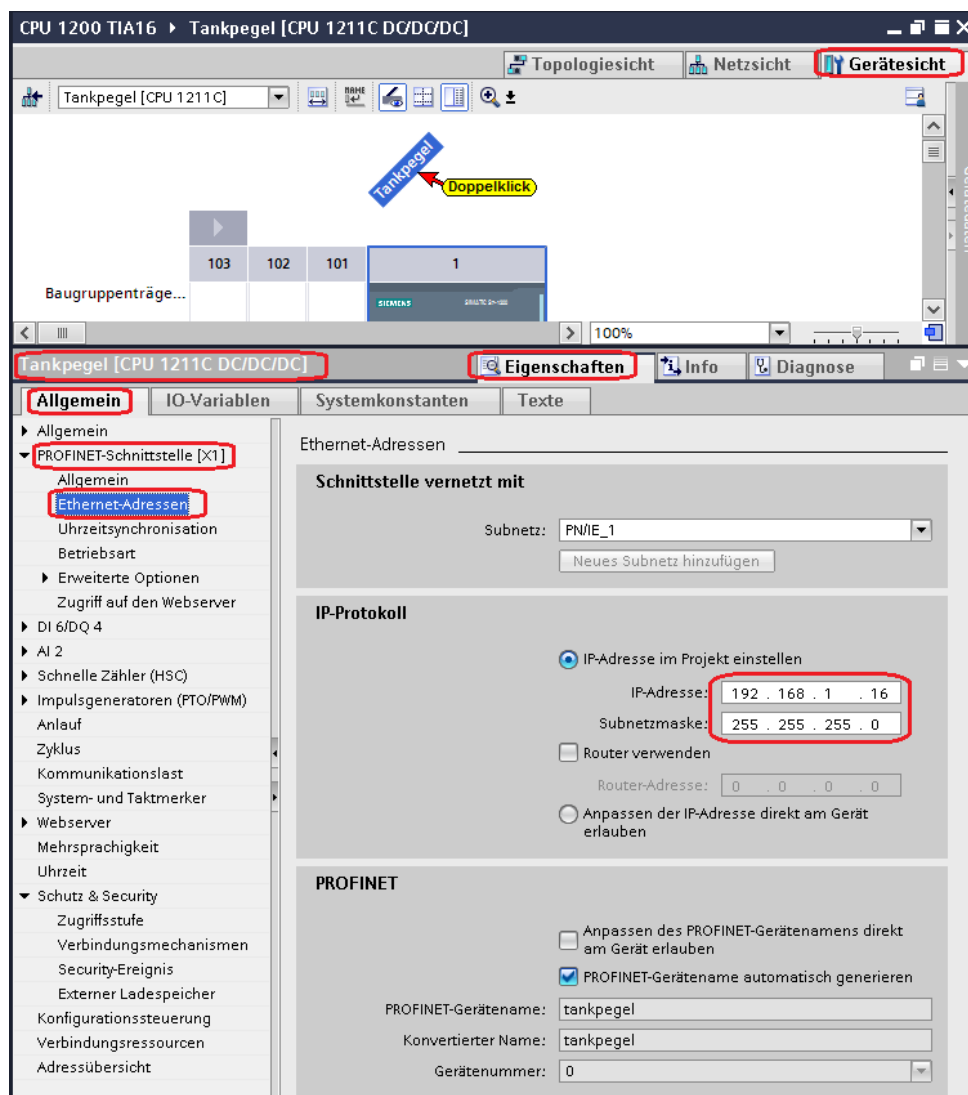 CPU 1200 TIA16 ▸ Tankpegel [CPU 1211C DC/DC/DC]
Topologiesicht Netzsicht Gerätesicht
Tankpegel [CPU 1211C]
Tankpegel
Doppelklick
103 102 101 1
Baugruppenträge...
SIEMENS SIMATIC S7-1200
100%
Tankpegel [CPU 1211C DC/DC/DC] Eigenschaften Info Diagnose
Allgemein IO-Variablen Systemkonstanten Texte
Allgemein
PROFINET-Schnittstelle [X1]
Allgemein
Ethernet-Adressen
Uhrzeitsynchronisation
Betriebsart
Erweiterte Optionen
Zugriff auf den Webserver
DI 6/DQ 4
AI 2
Schnelle Zähler (HSC)
Impulsgeneratoren (PTO/PWM)
Anlauf
Zyklus
Kommunikationslast
System- und Taktmerker
Webserver
Mehrsprachigkeit
Uhrzeit
Schutz & Security
Zugriffsstufe
Verbindungsmechanismen
Security-Ereignis
Externer Ladespeicher
Konfigurationssteuerung
Verbindungsressourcen
Adressübersicht
Ethernet-Adressen
Schnittstelle vernetzt mit
Subnetz: PN/IE_1
Neues Subnetz hinzufügen
IP-Protokoll
IP-Adresse im Projekt einstellen
IP-Adresse: 192 . 168 . 1 . 16
Subnetzmaske: 255 . 255 . 255 . 0
Router verwenden
Router-Adresse: 0 . 0 . 0 . 0
Anpassen der IP-Adresse direkt am Gerät
erlauben
PROFINET
Anpassen des PROFINET-Gerätenamens direkt
am Gerät erlauben
PROFINET-Gerätename automatisch generieren
PROFINET-Gerätename: tankpegel
Konvertierter Name: tankpegel
Gerätenummer: 0